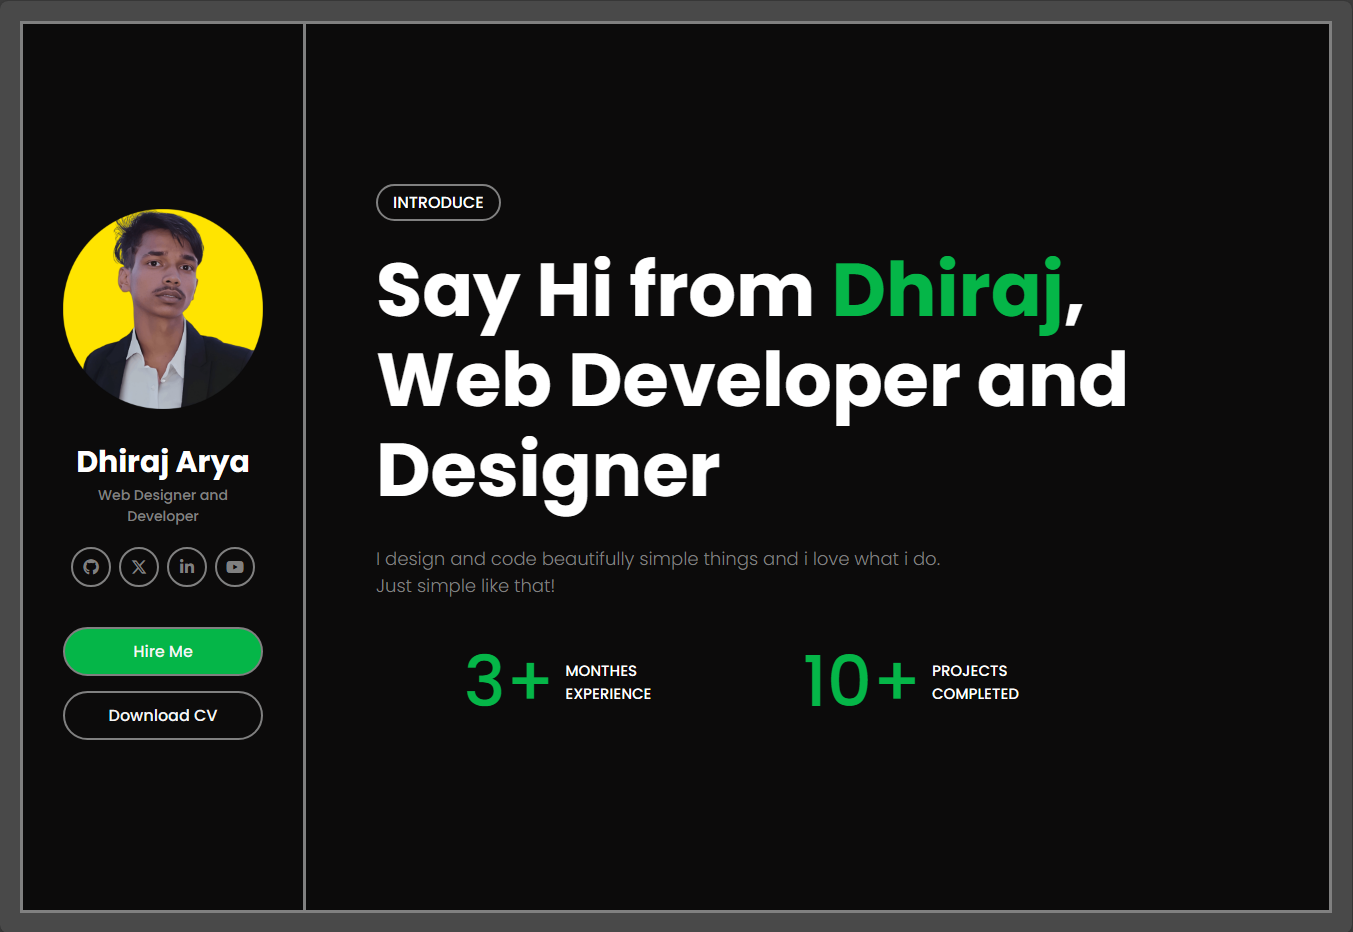 Dhiraj Arya
Web Designer and
Developer
in
Hire Me
Download CV
INTRODUCE
Say Hi from Dhiraj,
Web Developer and
Designer
I design and code beautifully simple things and i love what i do.
Just simple like that!
3+ MONTHES
EXPERIENCE
10+ PROJECTS
COMPLETED